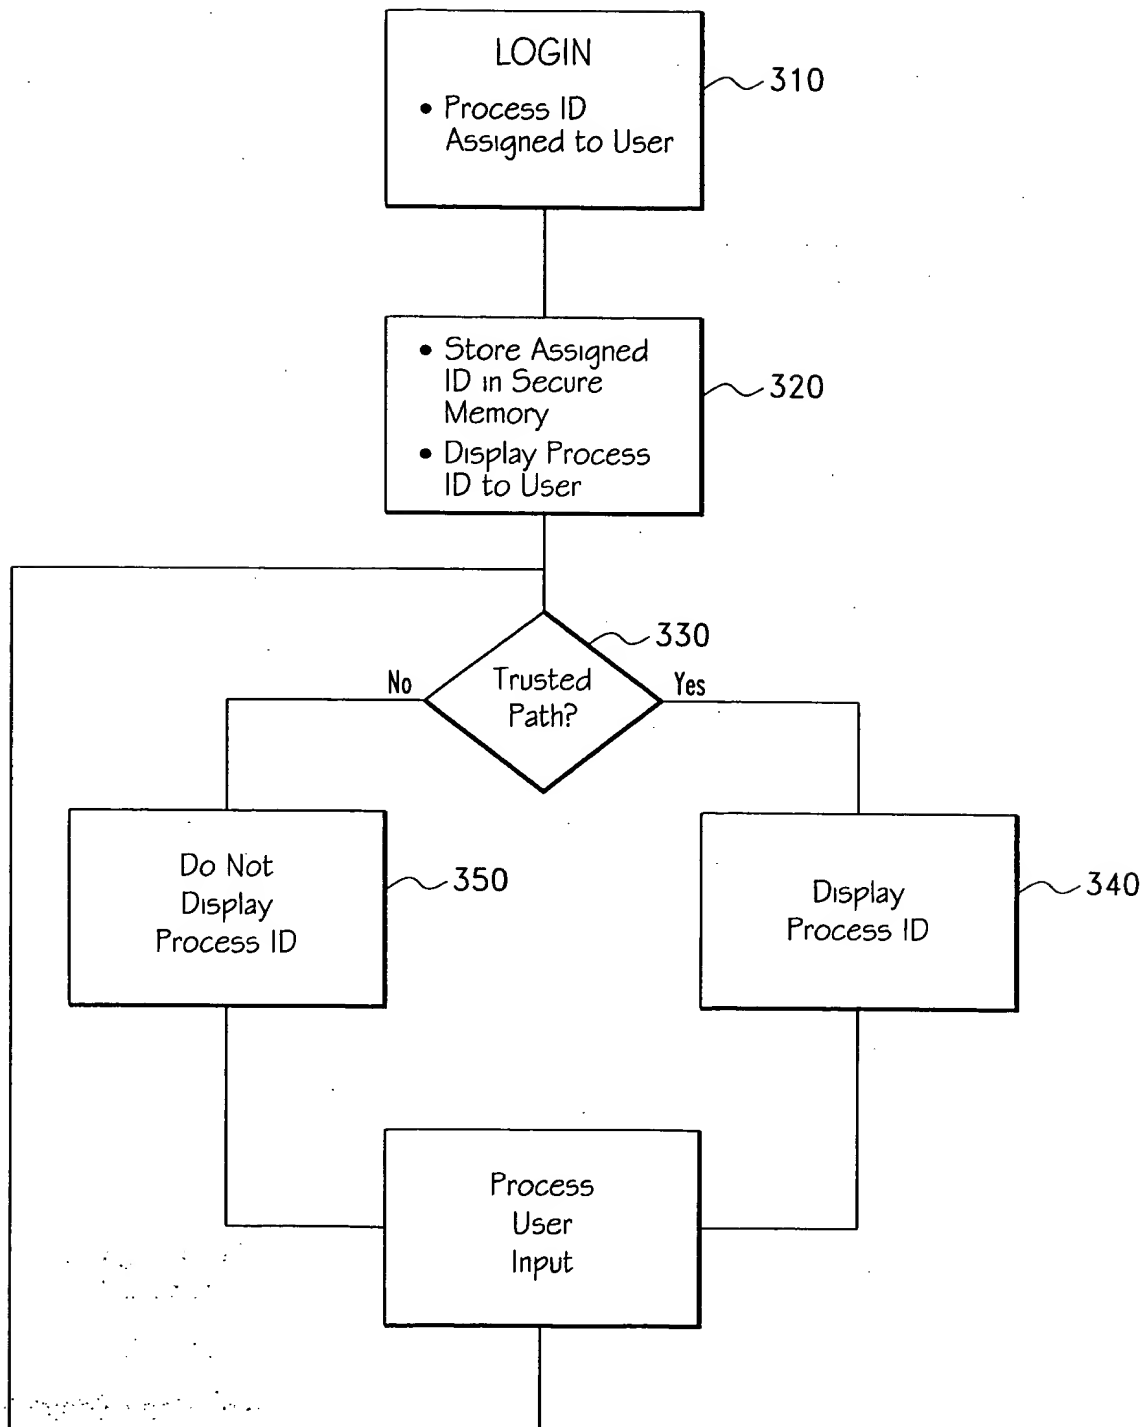 LOGIN
• Process ID
Assigned to User
310
• Store Assigned
ID in Secure
Memory
• Display Process
ID to User
320
330
No
Trusted
Path?
Yes
Do Not
Display
Process ID
350
Display
Process ID
340
Process
User
Input